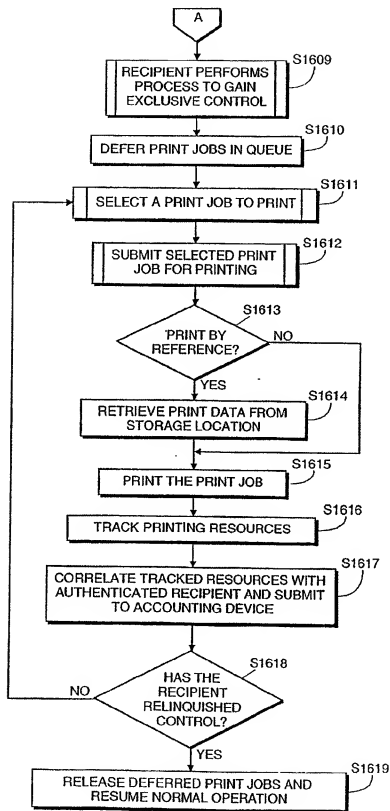 A
S1609
RECIPIENT PERFORMS
PROCESS TO GAIN
EXCLUSIVE CONTROL
S1610
DEFER PRINT JOBS IN QUEUE
S1611
SELECT A PRINT JOB TO PRINT
S1612
SUBMIT SELECTED PRINT
JOB FOR PRINTING
S1613
PRINT BY
REFERENCE?
NO
YES
S1614
RETRIEVE PRINT DATA FROM
STORAGE LOCATION
S1615
PRINT THE PRINT JOB
S1616
TRACK PRINTING RESOURCES
S1617
CORRELATE TRACKED RESOURCES WITH
AUTHENTICATED RECIPIENT AND SUBMIT
TO ACCOUNTING DEVICE
S1618
HAS THE
RECIPIENT
RELINQUISHED
CONTROL?
NO
YES
S1619
RELEASE DEFERRED PRINT JOBS AND
RESUME NORMAL OPERATION